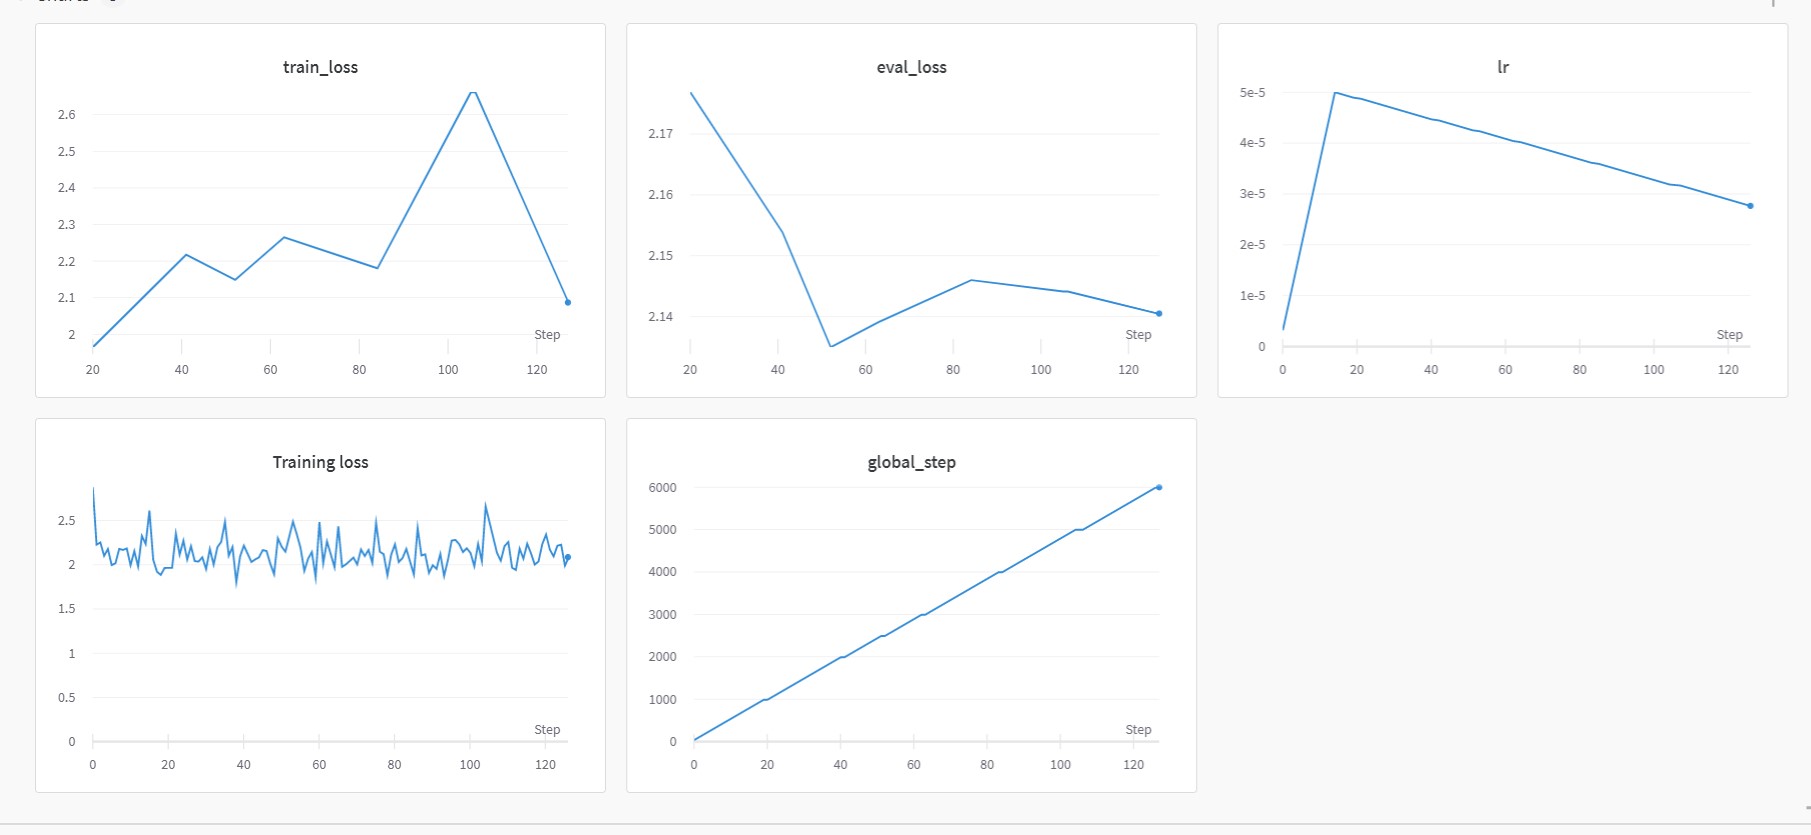 train_loss
2.6
2.5
2.4
2.3
2.2
2.1
2
Step
20 40 60 80 100 120
eval_loss
2.17
2.16
2.15
2.14
Step
20 40 60 80 100 120
lr
5e-5
4e-5
3e-5
2e-5
1e-5
0
Step
0 20 40 60 80 100 120
Training loss
2.5
2
1.5
1
0.5
0
Step
0 20 40 60 80 100 120
global_step
6000
5000
4000
3000
2000
1000
0
Step
0 20 40 60 80 100 120